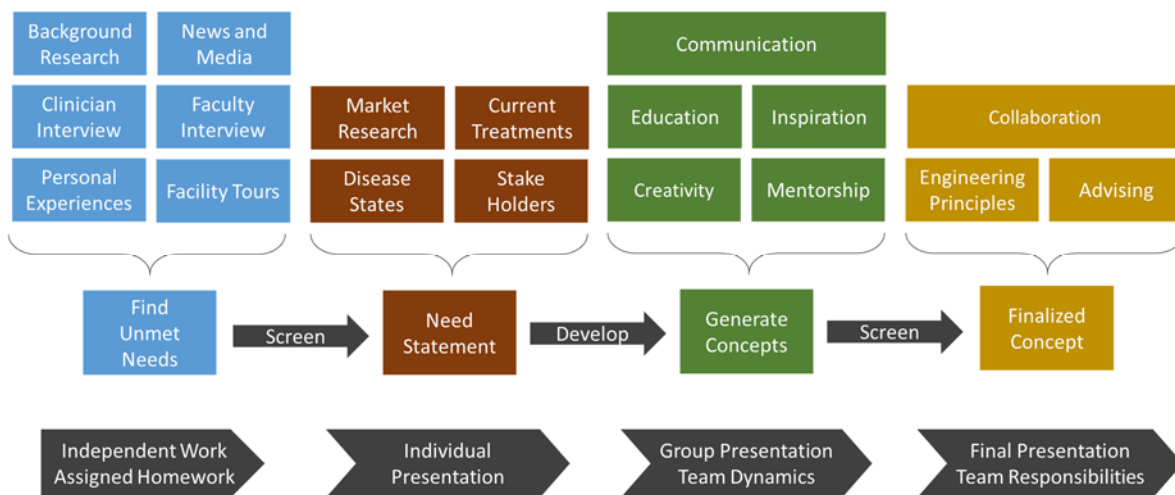 Background
Research
News and
Media
Clinician
Interview
Faculty
Interview
Personal
Experiences
Facility Tours
Market
Research
Current
Treatments
Disease
States
Stake
Holders
Communication
Education
Inspiration
Creativity
Mentorship
Collaboration
Engineering
Principles
Advising
Find
Unmet
Needs
Screen
Need
Statement
Develop
Generate
Concepts
Screen
Finalized
Concept
Independent Work
Assigned Homework
Individual
Presentation
Group Presentation
Team Dynamics
Final Presentation
Team Responsibilities